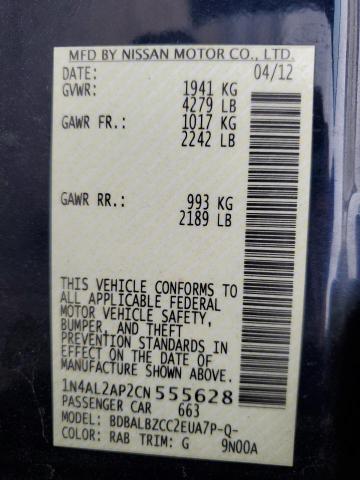 MFD BY NISSAN MOTOR CO., LTD.
DATE: 04/12
GVWR: 1941 KG
4279 LB
GAWR FR.: 1017 KG
2242 LB
GAWR RR.: 993 KG
2189 LB
THIS VEHICLE CONFORMS TO
ALL APPLICABLE FEDERAL
MOTOR VEHICLE SAFETY,
BUMPER, AND THEFT
PREVENTION STANDARDS IN
EFFECT ON THE DATE OF
MANUFACTURE SHOWN ABOVE.
1N4AL2AP2CN 555628
PASSENGER CAR 663
MODEL: BDBALBZCC2EUA7P-Q-
COLOR: RAB TRIM: G 9N00A